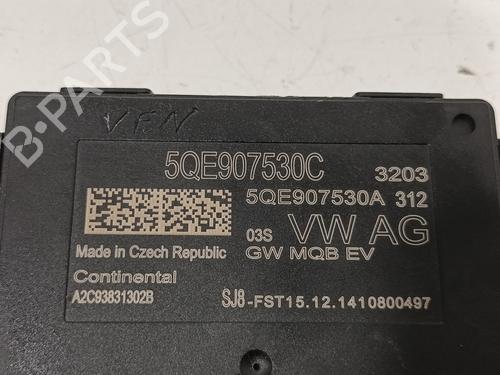 B-PARTS
VFN
5QE907530C 3203
5QE907530A 312
03S VW AG
Made in Czech Republic GW MQB EV
Continental
A2C93831302B SJ8-FST15.12.1410800497